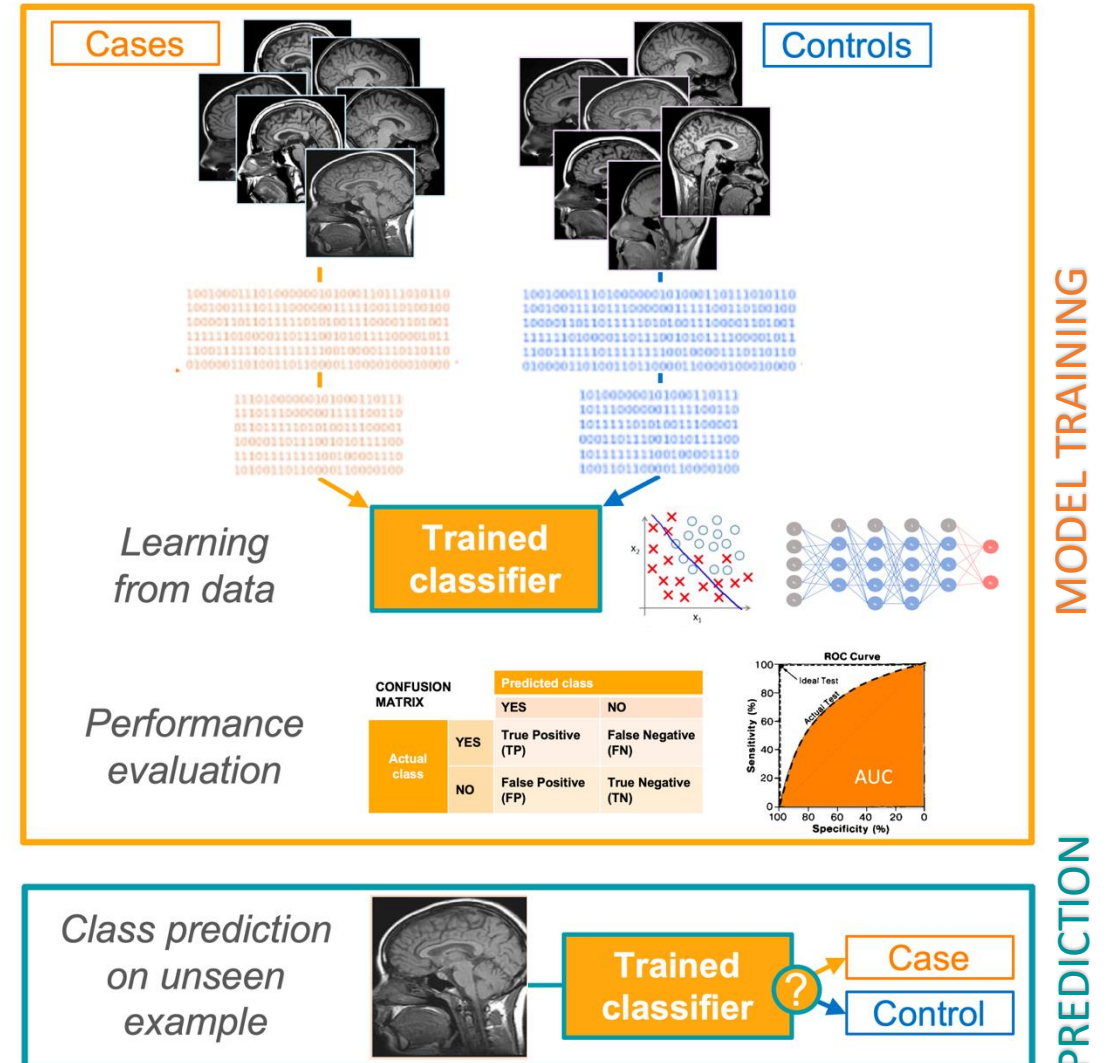 Cases
Controls
MODEL TRAINING
Learning
from data
Trained
classifier
x₂
x₁
Performance
evaluation
CONFUSION
MATRIX
Predicted class
YES
NO
Actual
class
YES
True Positive
(TP)
False Negative
(FN)
NO
False Positive
(FP)
True Negative
(TN)
ROC Curve
Sensitivity (%)
100
80
60
40
20
0
Ideal Test
Actual Test
AUC
100 80 60 40 20 0
Specificity (%)
PREDICTION
Class prediction
on unseen
example
Trained
classifier
?
Case
Control